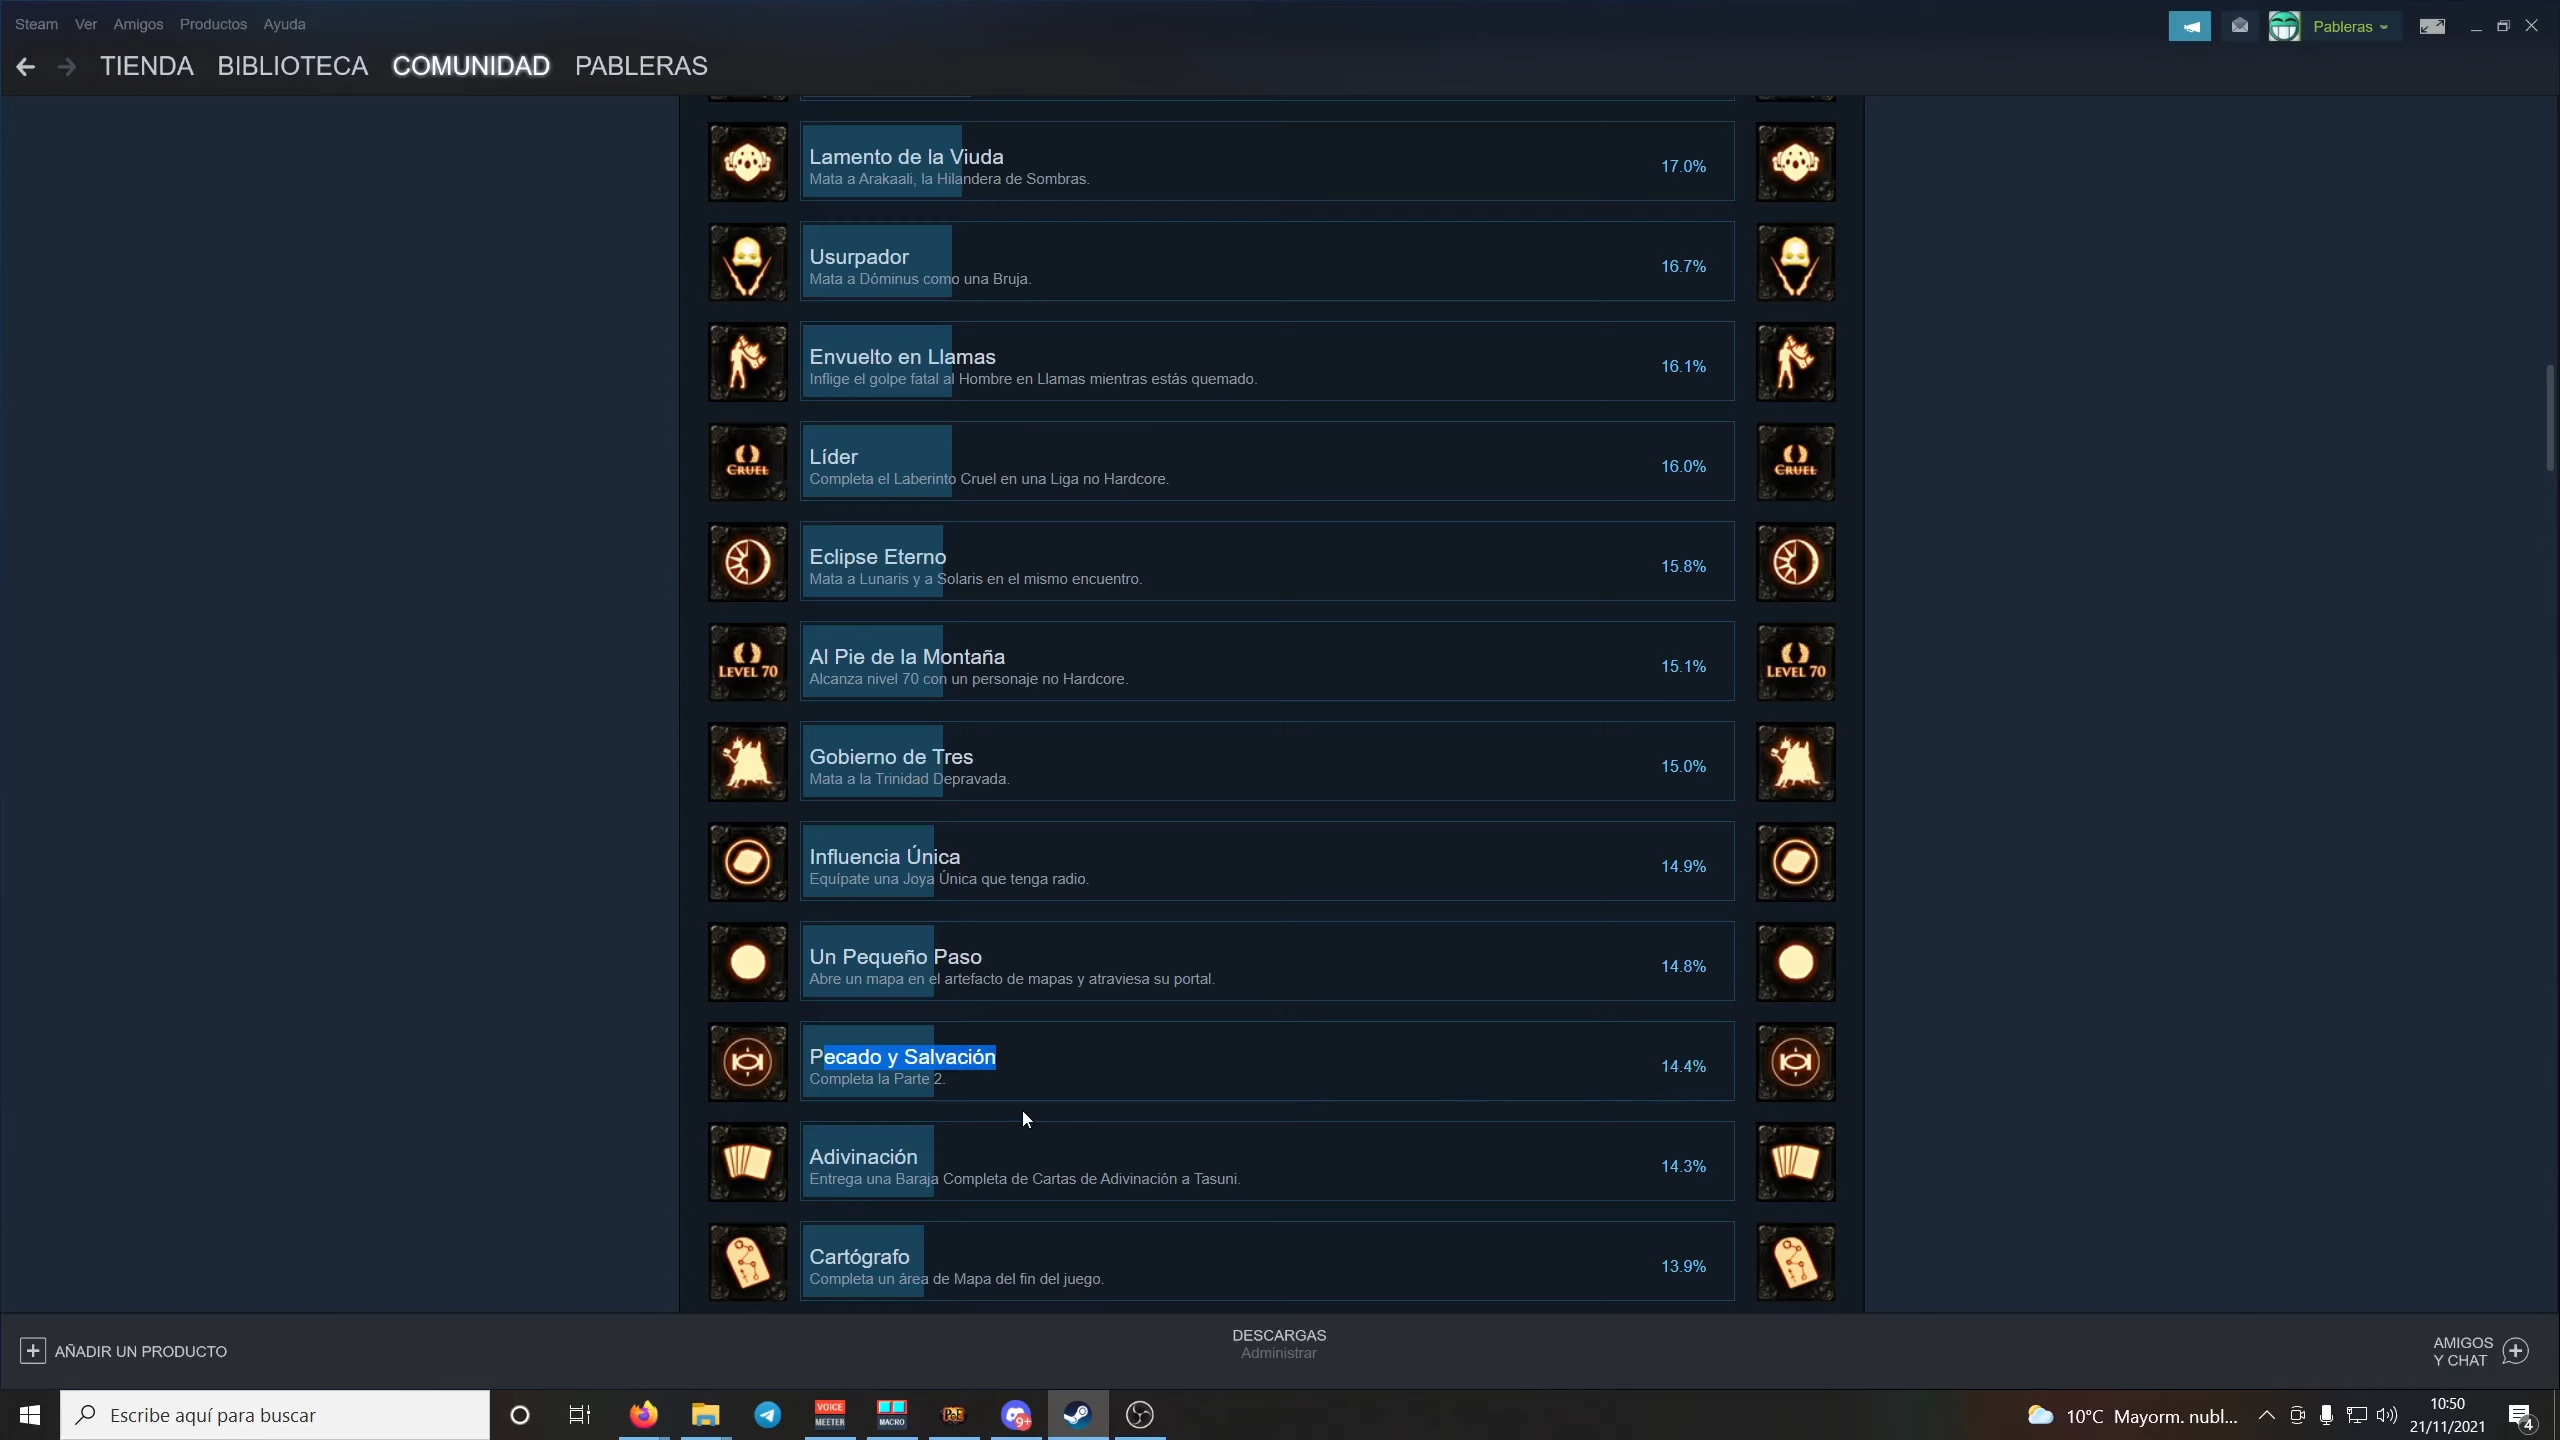 Steam Ver Amigos Productos Ayuda
Pableras
TIENDA BIBLIOTECA COMUNIDAD PABLERAS
Lamento de la Viuda
Mata a Arakaali, la Hilandera de Sombras.
17.0%
Usurpador
Mata a Dóminus como una Bruja.
16.7%
Envuelto en Llamas
Inflige el golpe fatal al Hombre en Llamas mientras estás quemado.
16.1%
CRUEL
Líder
Completa el Laberinto Cruel en una Liga no Hardcore.
16.0%
CRUEL
Eclipse Eterno
Mata a Lunaris y a Solaris en el mismo encuentro.
15.8%
LEVEL 70
Al Pie de la Montaña
Alcanza nivel 70 con un personaje no Hardcore.
15.1%
LEVEL 70
Gobierno de Tres
Mata a la Trinidad Depravada.
15.0%
Influencia Única
Equípate una Joya Única que tenga radio.
14.9%
Un Pequeño Paso
Abre un mapa en el artefacto de mapas y atraviesa su portal.
14.8%
Pecado y Salvación
Completa la Parte 2.
14.4%
Adivinación
Entrega una Baraja Completa de Cartas de Adivinación a Tasuni.
14.3%
Cartógrafo
Completa un área de Mapa del fin del juego.
13.9%
AÑADIR UN PRODUCTO
DESCARGAS
Administrar
AMIGOS
Y CHAT
Escribe aquí para buscar
VOICE
MEETER
MACRO
PoE
9+
10°C Mayorm. nubl...
10:50
21/11/2021
4